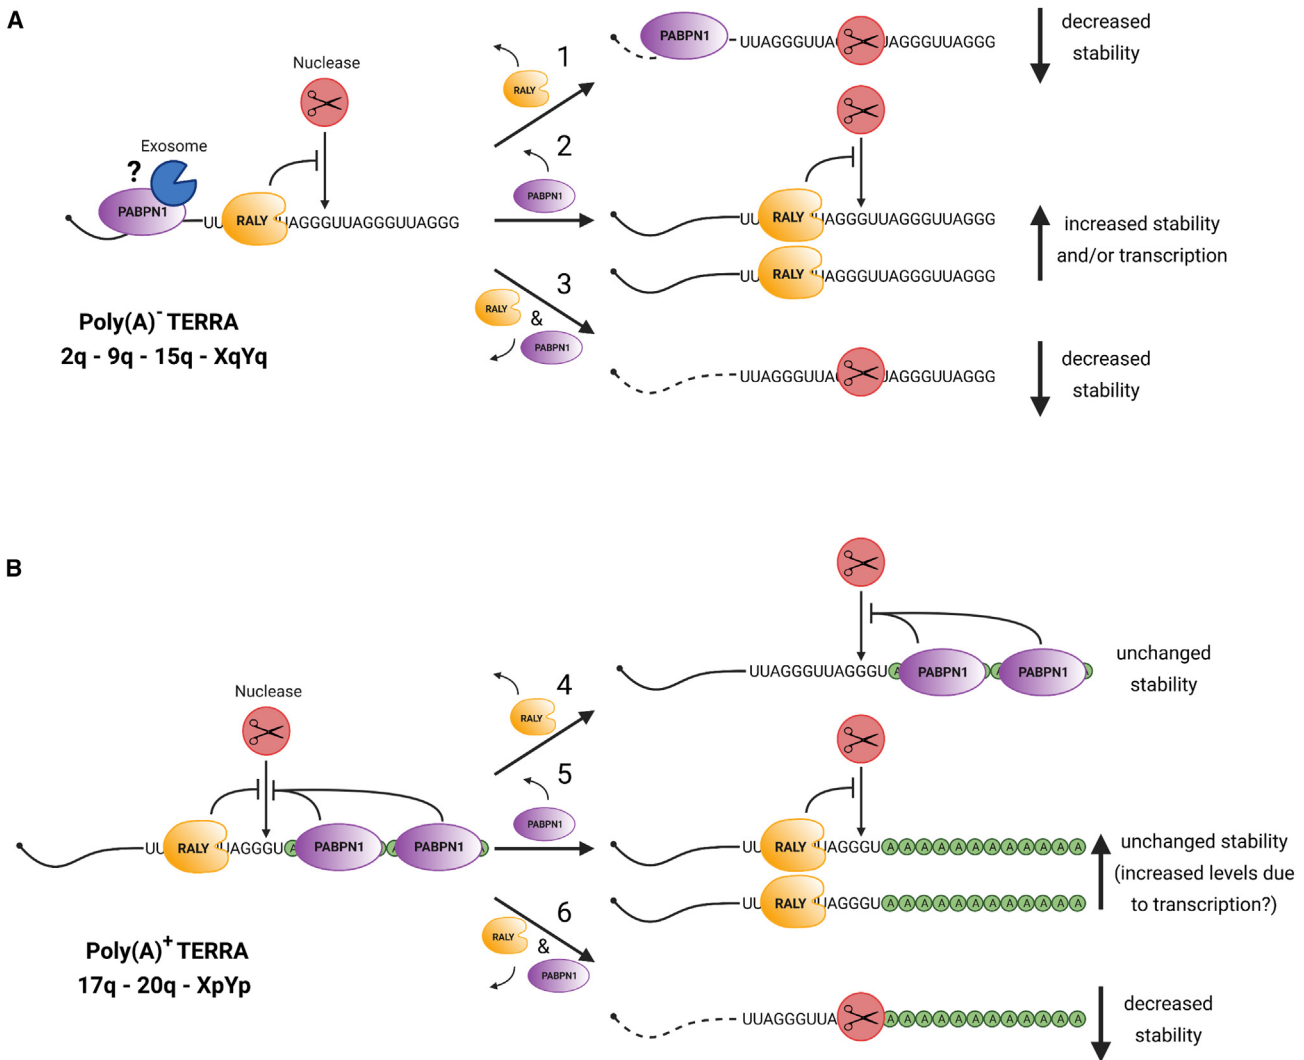 A
Nuclease
Exosome
?
PABPN1
UU
RALY
UAGGGUUAGGGUUAGGG
Poly(A)⁻ TERRA
2q - 9q - 15q - XqYq
1
RALY
PABPN1
UUAGGGUUA
UAGGGUUAGGG
decreased
stability
2
PABPN1
UU
RALY
UAGGGUUAGGGUUAGGG
UU
RALY
UAGGGUUAGGGUUAGGG
increased stability
and/or transcription
3
RALY
&
PABPN1
UUAGGGUUA
UAGGGUUAGGG
decreased
stability
B
Nuclease
UU
RALY
UAGGGU
A
PABPN1
A
PABPN1
A
Poly(A)⁺ TERRA
17q - 20q - XpYp
4
RALY
UUAGGGUUAGGGU
A
PABPN1
A
PABPN1
A
unchanged
stability
5
PABPN1
UU
RALY
UAGGGU
A A A A A A A A A A A A
UU
RALY
UAGGGU
A A A A A A A A A A A A
unchanged stability
(increased levels due
to transcription?)
6
RALY
&
PABPN1
UUAGGGUUA
A A A A A A A A A A A A
decreased
stability